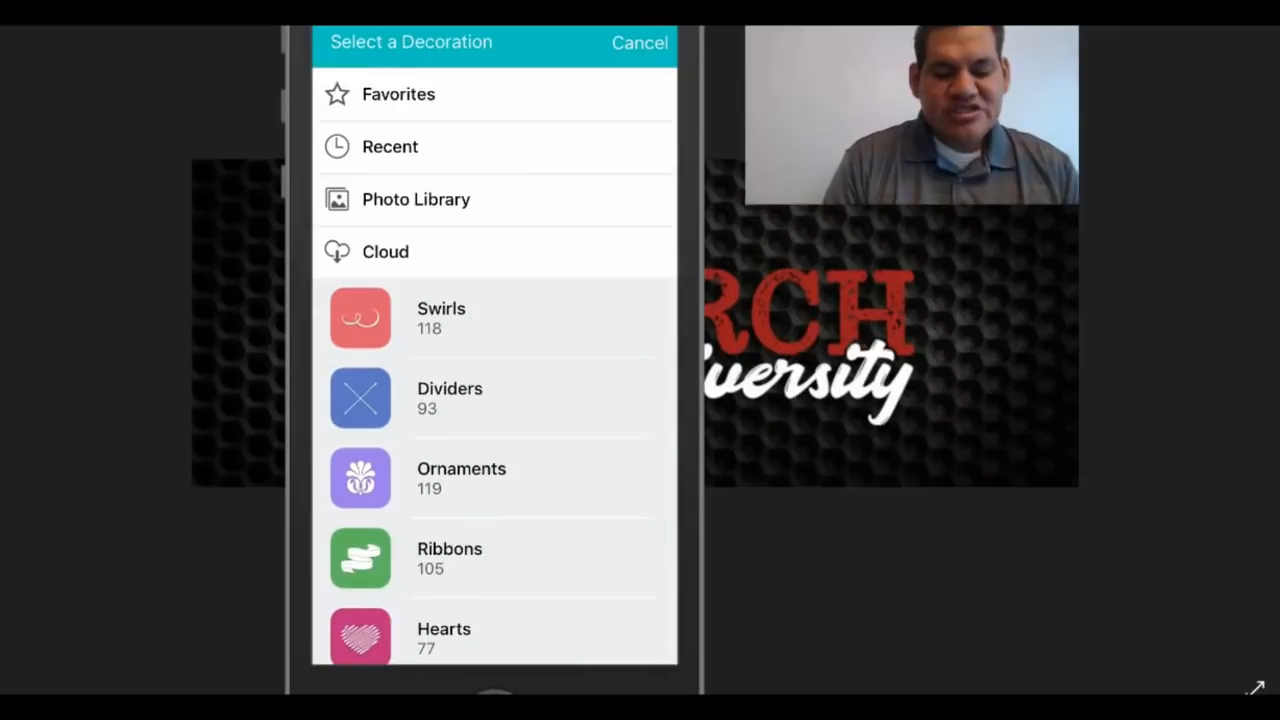 Select a Decoration Cancel
Favorites
Recent
Photo Library
Cloud
Swirls
118
Dividers
93
Ornaments
119
Ribbons
105
Hearts
77
RCH
iversity